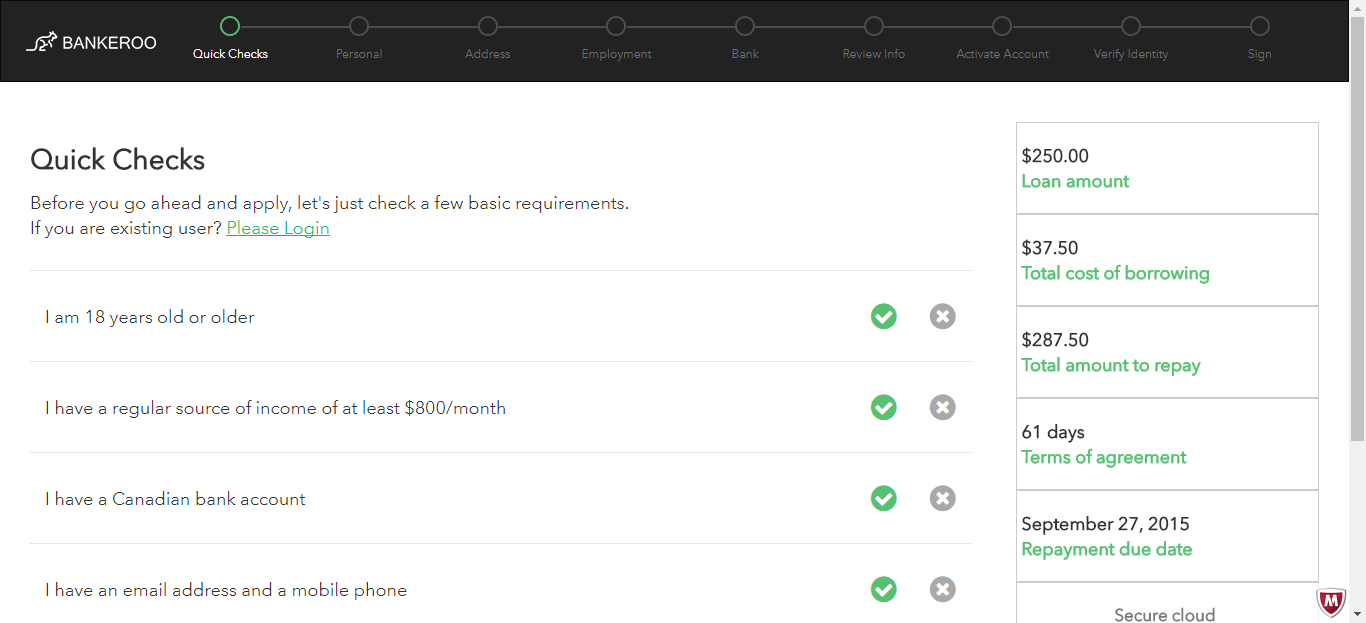 BANKEROO
Quick Checks
Personal
Address
Employment
Bank
Review Info
Activate Account
Verify Identity
Sign
Quick Checks
Before you go ahead and apply, let's just check a few basic requirements.
If you are existing user? Please Login
I am 18 years old or older
I have a regular source of income of at least $800/month
I have a Canadian bank account
I have an email address and a mobile phone
$250.00
Loan amount
$37.50
Total cost of borrowing
$287.50
Total amount to repay
61 days
Terms of agreement
September 27, 2015
Repayment due date
Secure cloud
M